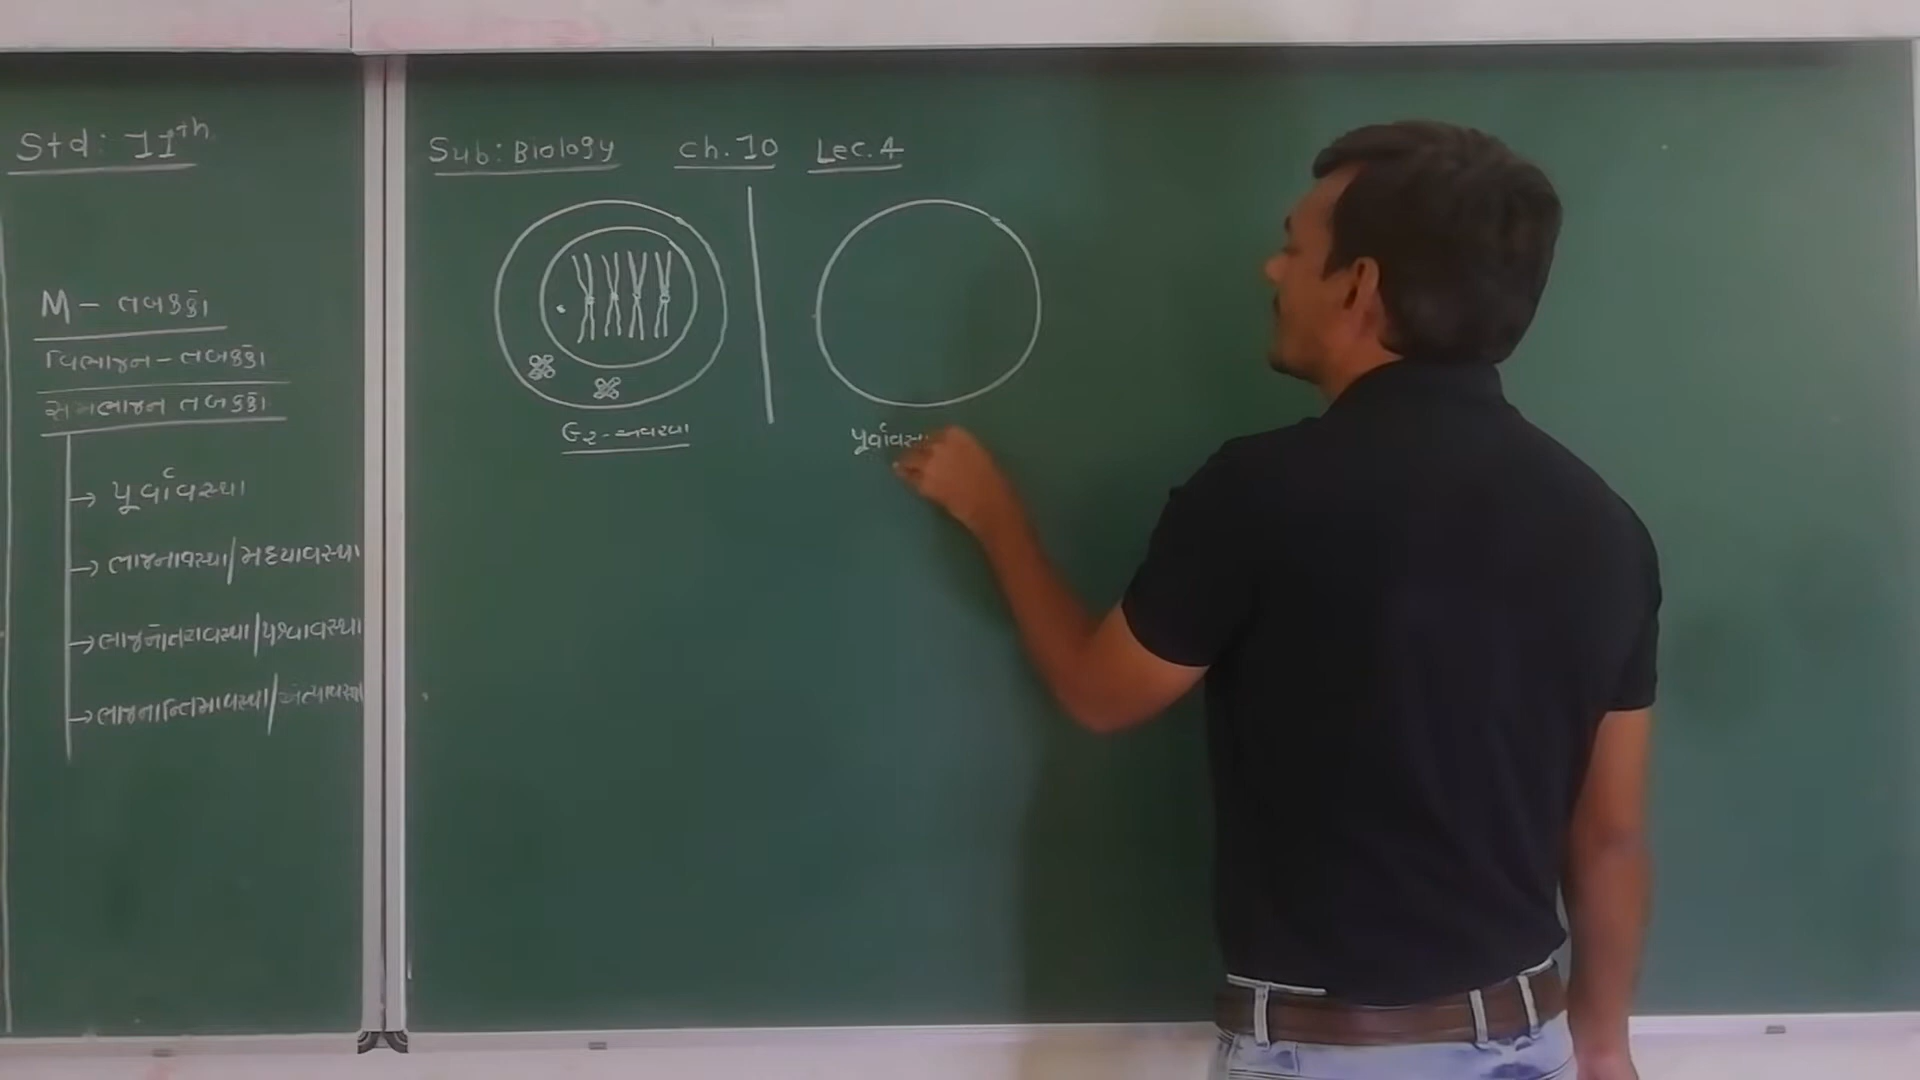 Std: 11th
M - તબક્કો
વિભાજન - તબક્કો
સમભાજન તબક્કો
→ પૂર્વાવસ્થા
→ ભાજનાવસ્થા/મધ્યાવસ્થા
→ ભાજનોત્તરાવસ્થા/પશ્ચાવસ્થા
→ ભાજનાન્તિમાવસ્થા/અંત્યાવસ્થા
Sub: Biology Ch. 10 Lec. 4
G2 - અવસ્થા
પૂર્વાવસ્થા